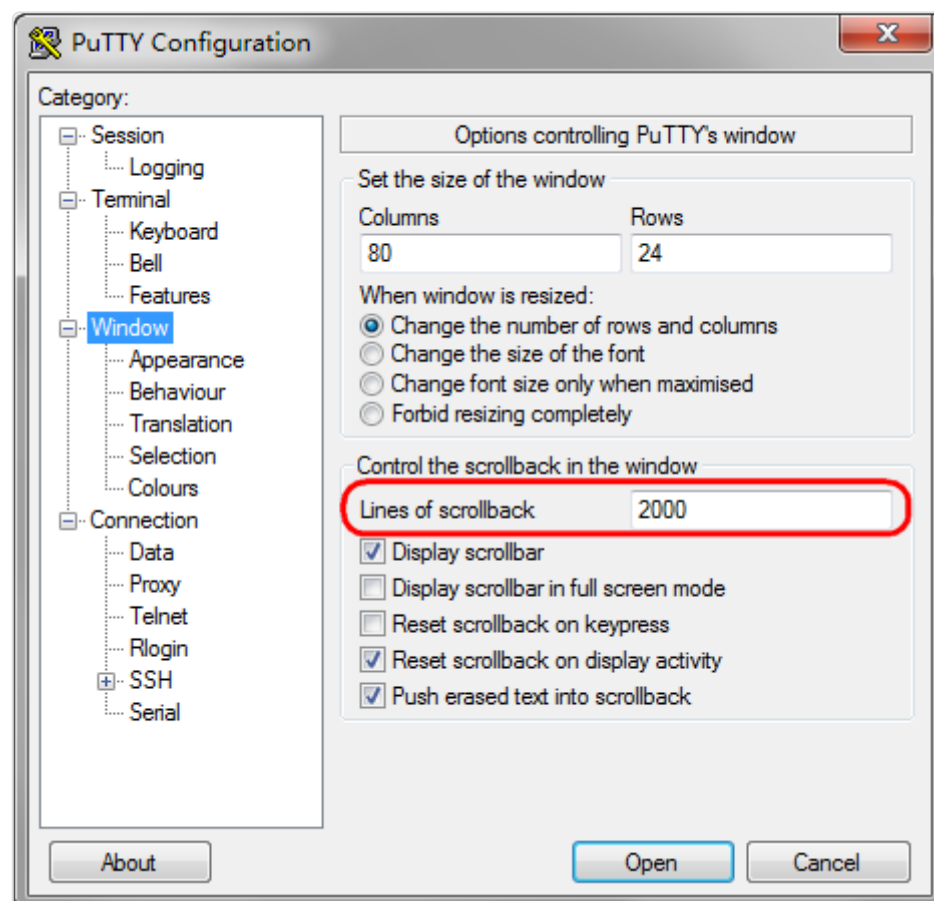 PuTTY Configuration
Category:
Session
Logging
Terminal
Keyboard
Bell
Features
Window
Appearance
Behaviour
Translation
Selection
Colours
Connection
Data
Proxy
Telnet
Rlogin
SSH
Serial
Options controlling PuTTY's window
Set the size of the window
Columns Rows
80 24
When window is resized:
Change the number of rows and columns
Change the size of the font
Change font size only when maximised
Forbid resizing completely
Control the scrollback in the window
Lines of scrollback 2000
Display scrollbar
Display scrollbar in full screen mode
Reset scrollback on keypress
Reset scrollback on display activity
Push erased text into scrollback
About Open Cancel